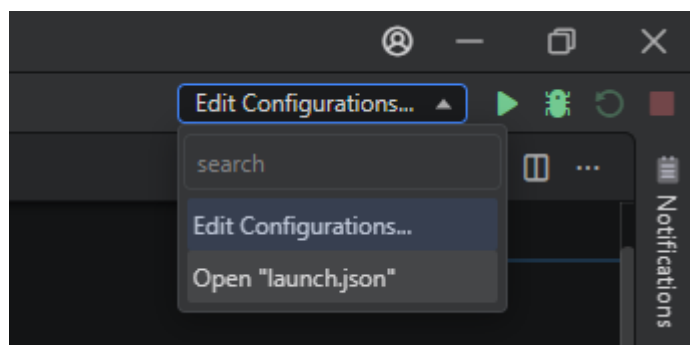 Edit Configurations...
search
Edit Configurations...
Open "launch.json"
Notifications